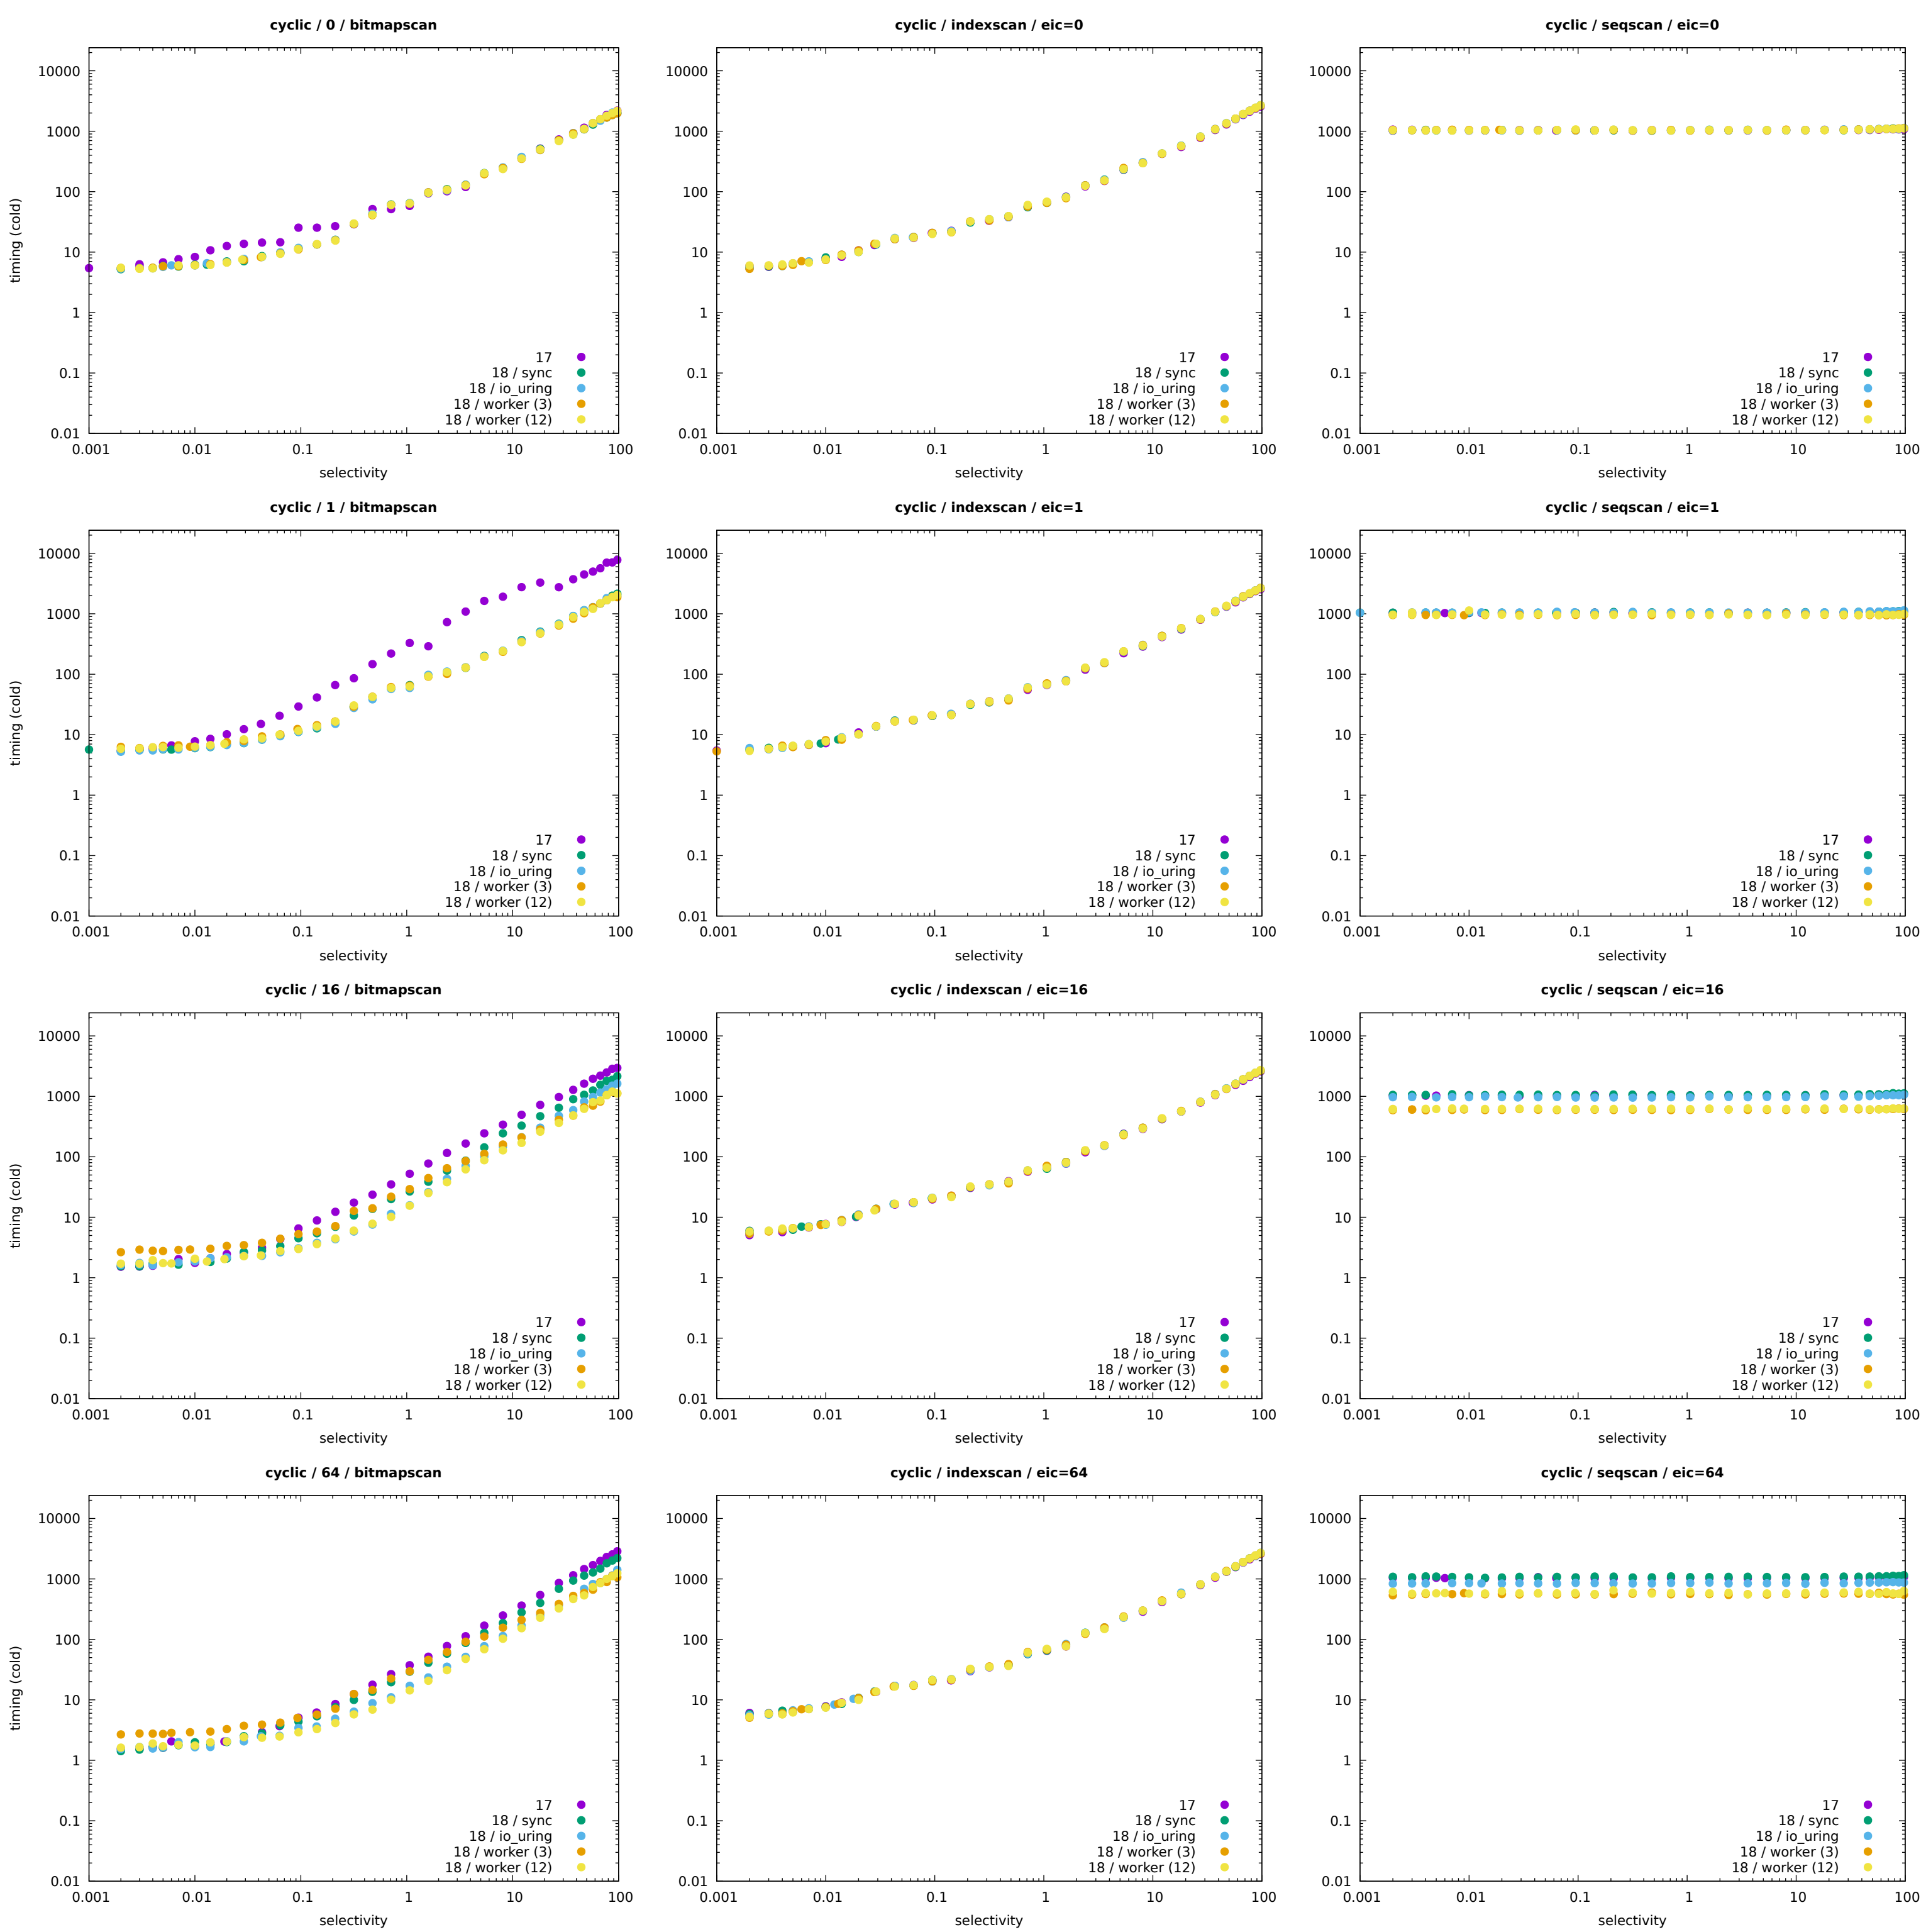 cyclic / 0 / bitmapscan
10000
1000
100
10
1
0.1
0.01
timing (cold)
0.001 0.01 0.1 1 10 100
selectivity
17
18 / sync
18 / io_uring
18 / worker (3)
18 / worker (12)
cyclic / indexscan / eic=0
10000
1000
100
10
1
0.1
0.01
0.001 0.01 0.1 1 10 100
selectivity
17
18 / sync
18 / io_uring
18 / worker (3)
18 / worker (12)
cyclic / seqscan / eic=0
10000
1000
100
10
1
0.1
0.01
0.001 0.01 0.1 1 10 100
selectivity
17
18 / sync
18 / io_uring
18 / worker (3)
18 / worker (12)
cyclic / 1 / bitmapscan
10000
1000
100
10
1
0.1
0.01
timing (cold)
0.001 0.01 0.1 1 10 100
selectivity
17
18 / sync
18 / io_uring
18 / worker (3)
18 / worker (12)
cyclic / indexscan / eic=1
10000
1000
100
10
1
0.1
0.01
0.001 0.01 0.1 1 10 100
selectivity
17
18 / sync
18 / io_uring
18 / worker (3)
18 / worker (12)
cyclic / seqscan / eic=1
10000
1000
100
10
1
0.1
0.01
0.001 0.01 0.1 1 10 100
selectivity
17
18 / sync
18 / io_uring
18 / worker (3)
18 / worker (12)
cyclic / 16 / bitmapscan
10000
1000
100
10
1
0.1
0.01
timing (cold)
0.001 0.01 0.1 1 10 100
selectivity
17
18 / sync
18 / io_uring
18 / worker (3)
18 / worker (12)
cyclic / indexscan / eic=16
10000
1000
100
10
1
0.1
0.01
0.001 0.01 0.1 1 10 100
selectivity
17
18 / sync
18 / io_uring
18 / worker (3)
18 / worker (12)
cyclic / seqscan / eic=16
10000
1000
100
10
1
0.1
0.01
0.001 0.01 0.1 1 10 100
selectivity
17
18 / sync
18 / io_uring
18 / worker (3)
18 / worker (12)
cyclic / 64 / bitmapscan
10000
1000
100
10
1
0.1
0.01
timing (cold)
0.001 0.01 0.1 1 10 100
selectivity
17
18 / sync
18 / io_uring
18 / worker (3)
18 / worker (12)
cyclic / indexscan / eic=64
10000
1000
100
10
1
0.1
0.01
0.001 0.01 0.1 1 10 100
selectivity
17
18 / sync
18 / io_uring
18 / worker (3)
18 / worker (12)
cyclic / seqscan / eic=64
10000
1000
100
10
1
0.1
0.01
0.001 0.01 0.1 1 10 100
selectivity
17
18 / sync
18 / io_uring
18 / worker (3)
18 / worker (12)